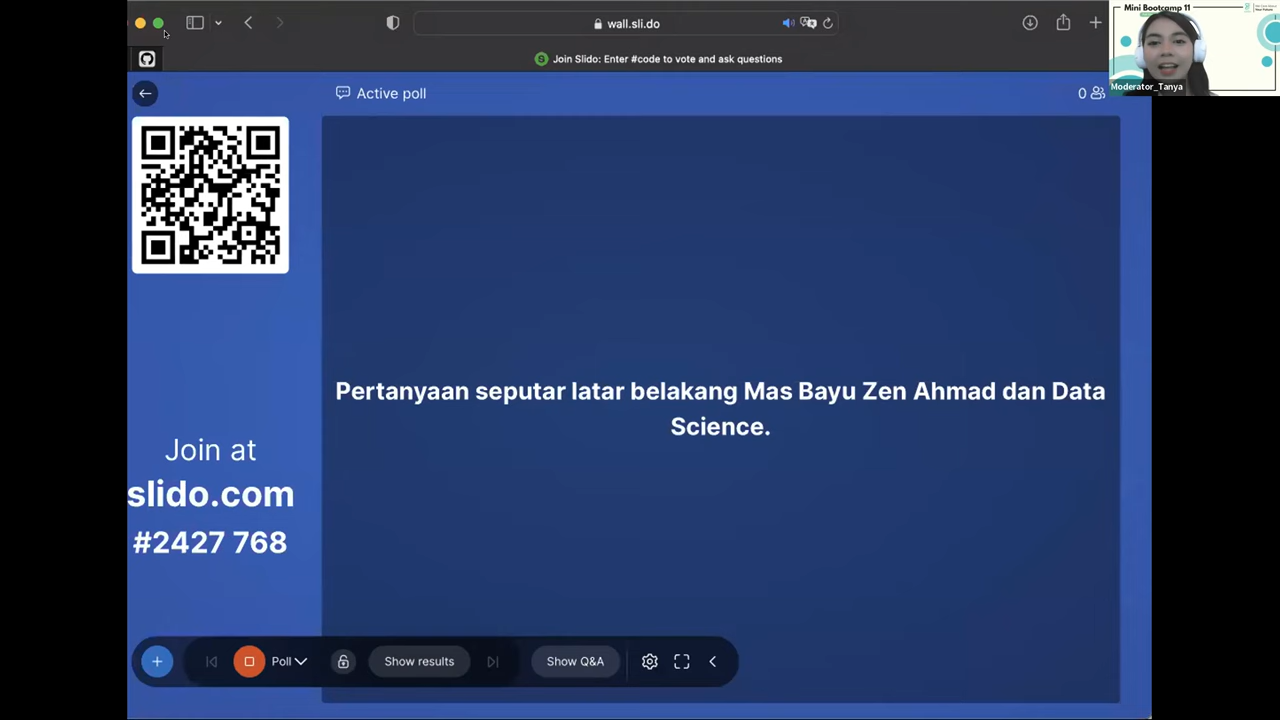 wall.sli.do
Mini Bootcamp 11
S Join Slido: Enter #code to vote and ask questions
Moderator_Tanya
Active poll
0
Pertanyaan seputar latar belakang Mas Bayu Zen Ahmad dan Data
Science.
Join at
slido.com
#2427 768
Poll
Show results
Show Q&A